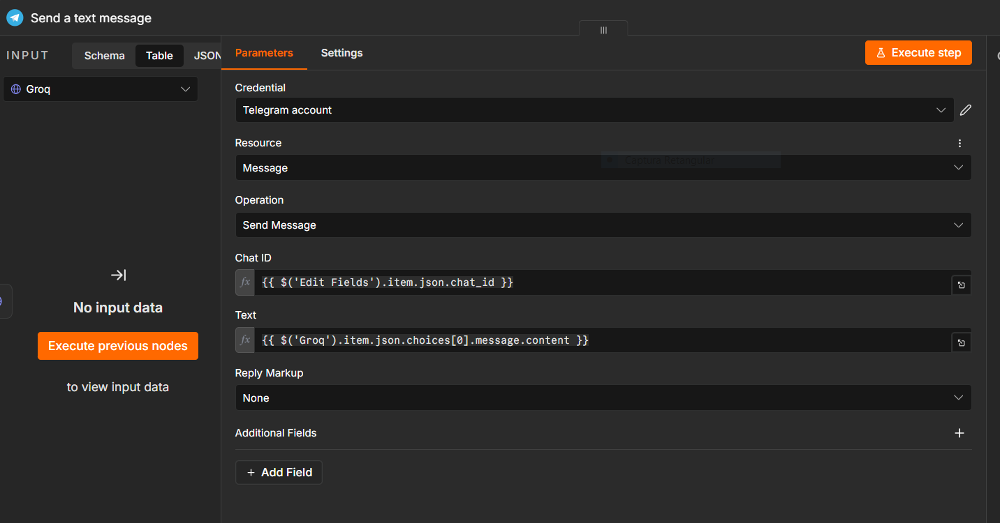 Send a text message
INPUT
Schema
Table
JSON
Groq
No input data
Execute previous nodes
to view input data
Parameters
Settings
Execute step
Credential
Telegram account
Resource
Captura Retangular
Message
Operation
Send Message
Chat ID
fx
{{ $('Edit Fields').item.json.chat_id }}
Text
fx
{{ $('Groq').item.json.choices[0].message.content }}
Reply Markup
None
Additional Fields
Add Field